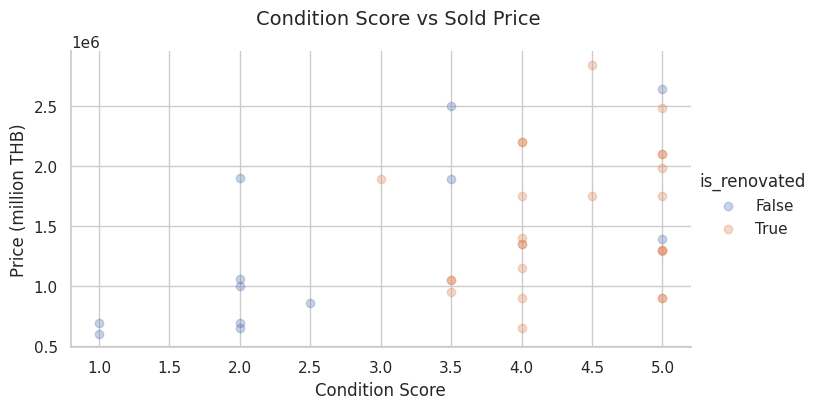 Condition Score vs Sold Price
1e6
2.5
2.0
1.5
1.0
0.5
Price (million THB)
1.0 1.5 2.0 2.5 3.0 3.5 4.0 4.5 5.0
Condition Score
is_renovated
False
True